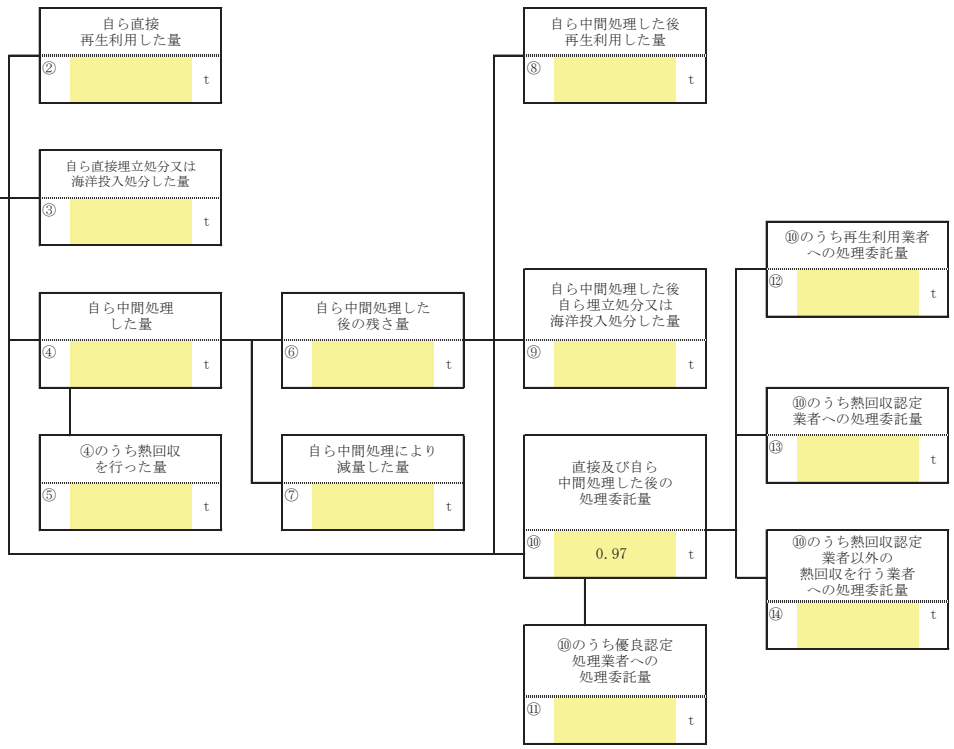 自ら直接
再生利用した量
②
t
自ら直接埋立処分又は
海洋投入処分した量
③
t
自ら中間処理
した量
④
t
④のうち熱回収
を行った量
⑤
t
自ら中間処理した
後の残さ量
⑥
t
自ら中間処理により
減量した量
⑦
t
自ら中間処理した後
再生利用した量
⑧
t
自ら中間処理した後
自ら埋立処分又は
海洋投入処分した量
⑨
t
直接及び自ら
中間処理した後の
処理委託量
⑩
0.97
t
⑩のうち優良認定
処理業者への
処理委託量
⑪
t
⑩のうち再生利用業者
への処理委託量
⑫
t
⑩のうち熱回収認定
業者への処理委託量
⑬
t
⑩のうち熱回収認定
業者以外の
熱回収を行う業者
への処理委託量
⑭
t